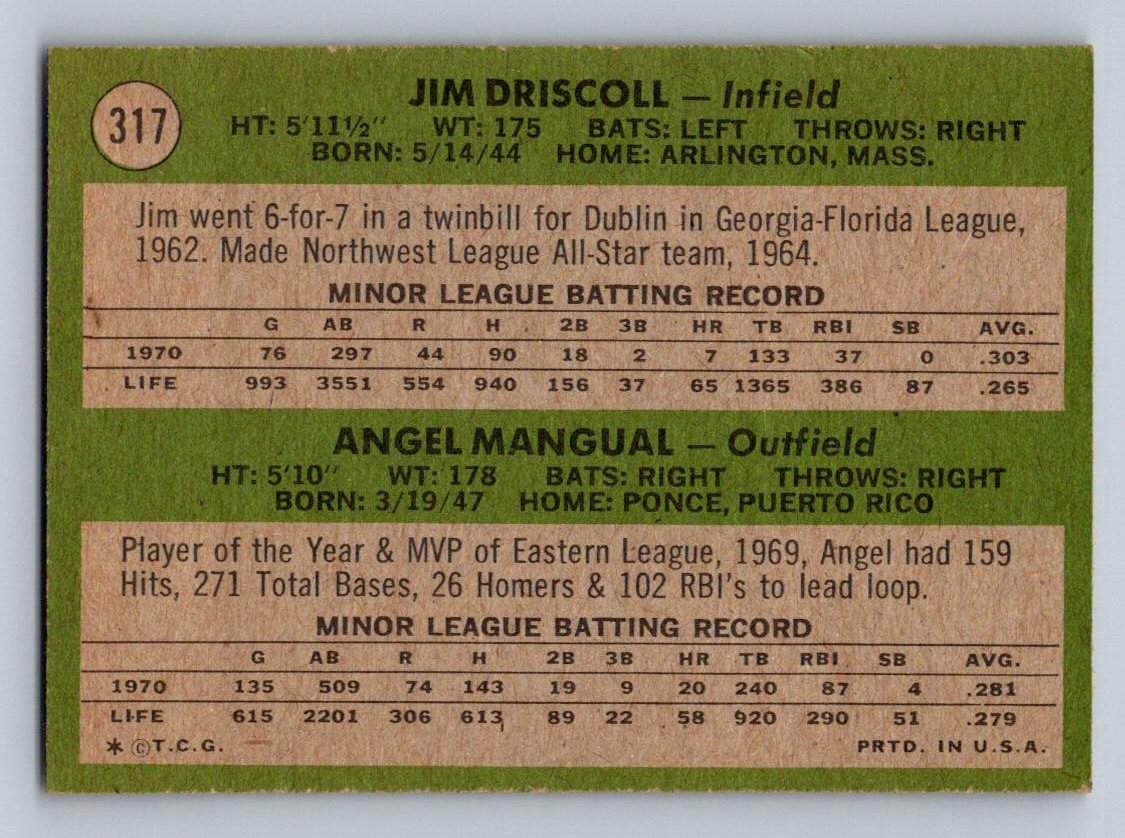 317
JIM DRISCOLL — Infield
HT: 5'11½" WT: 175 BATS: LEFT THROWS: RIGHT
BORN: 5/14/44 HOME: ARLINGTON, MASS.
Jim went 6-for-7 in a twinbill for Dublin in Georgia-Florida League,
1962. Made Northwest League All-Star team, 1964.
MINOR LEAGUE BATTING RECORD
G AB R H 2B 3B HR TB RBI SB AVG.
1970 76 297 44 90 18 2 7 133 37 0 .303
LIFE 993 3551 554 940 156 37 65 1365 386 87 .265
ANGEL MANGUAL — Outfield
HT: 5'10" WT: 178 BATS: RIGHT THROWS: RIGHT
BORN: 3/19/47 HOME: PONCE, PUERTO RICO
Player of the Year & MVP of Eastern League, 1969, Angel had 159
Hits, 271 Total Bases, 26 Homers & 102 RBI's to lead loop.
MINOR LEAGUE BATTING RECORD
G AB R H 2B 3B HR TB RBI SB AVG.
1970 135 509 74 143 19 9 20 240 87 4 .281
LIFE 615 2201 306 613 89 22 58 920 290 51 .279
* ©T.C.G. PRTD. IN U.S.A.